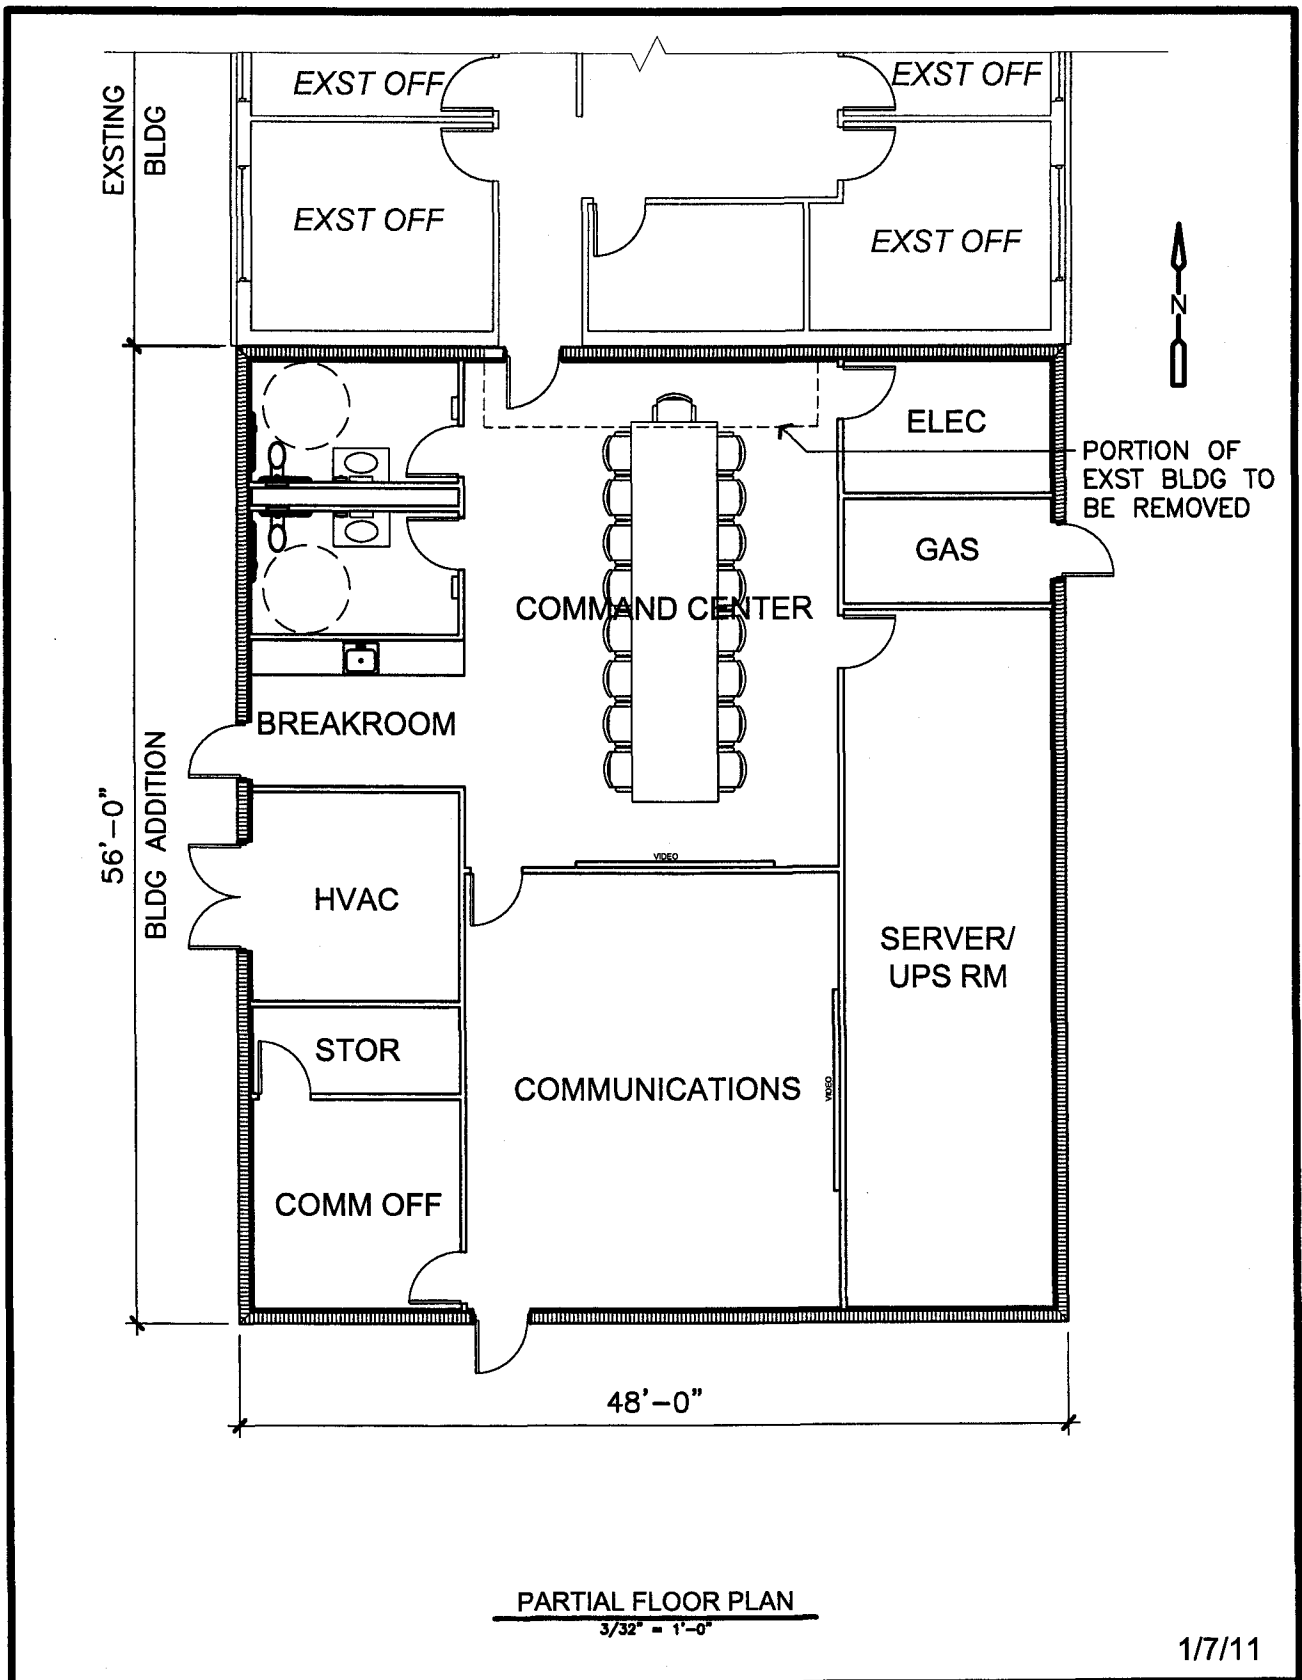 EXSTING
BLDG
EXST OFF
EXST OFF
EXST OFF
EXST OFF
N
ELEC
PORTION OF
EXST BLDG TO
BE REMOVED
GAS
COMMAND CENTER
BREAKROOM
56'-0"
BLDG ADDITION
VIDEO
HVAC
SERVER/
UPS RM
STOR
COMMUNICATIONS
VIDEO
COMM OFF
48'-0"
PARTIAL FLOOR PLAN
3/32" = 1'-0"
1/7/11